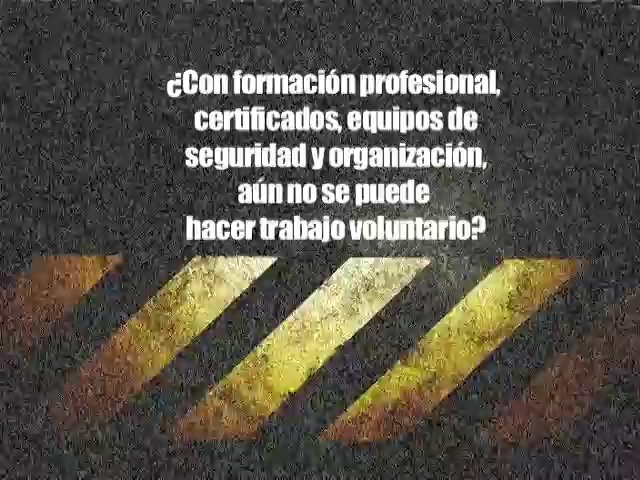 ¿Con formación profesional,
certificados, equipos de
seguridad y organización,
aún no se puede
hacer trabajo voluntario?